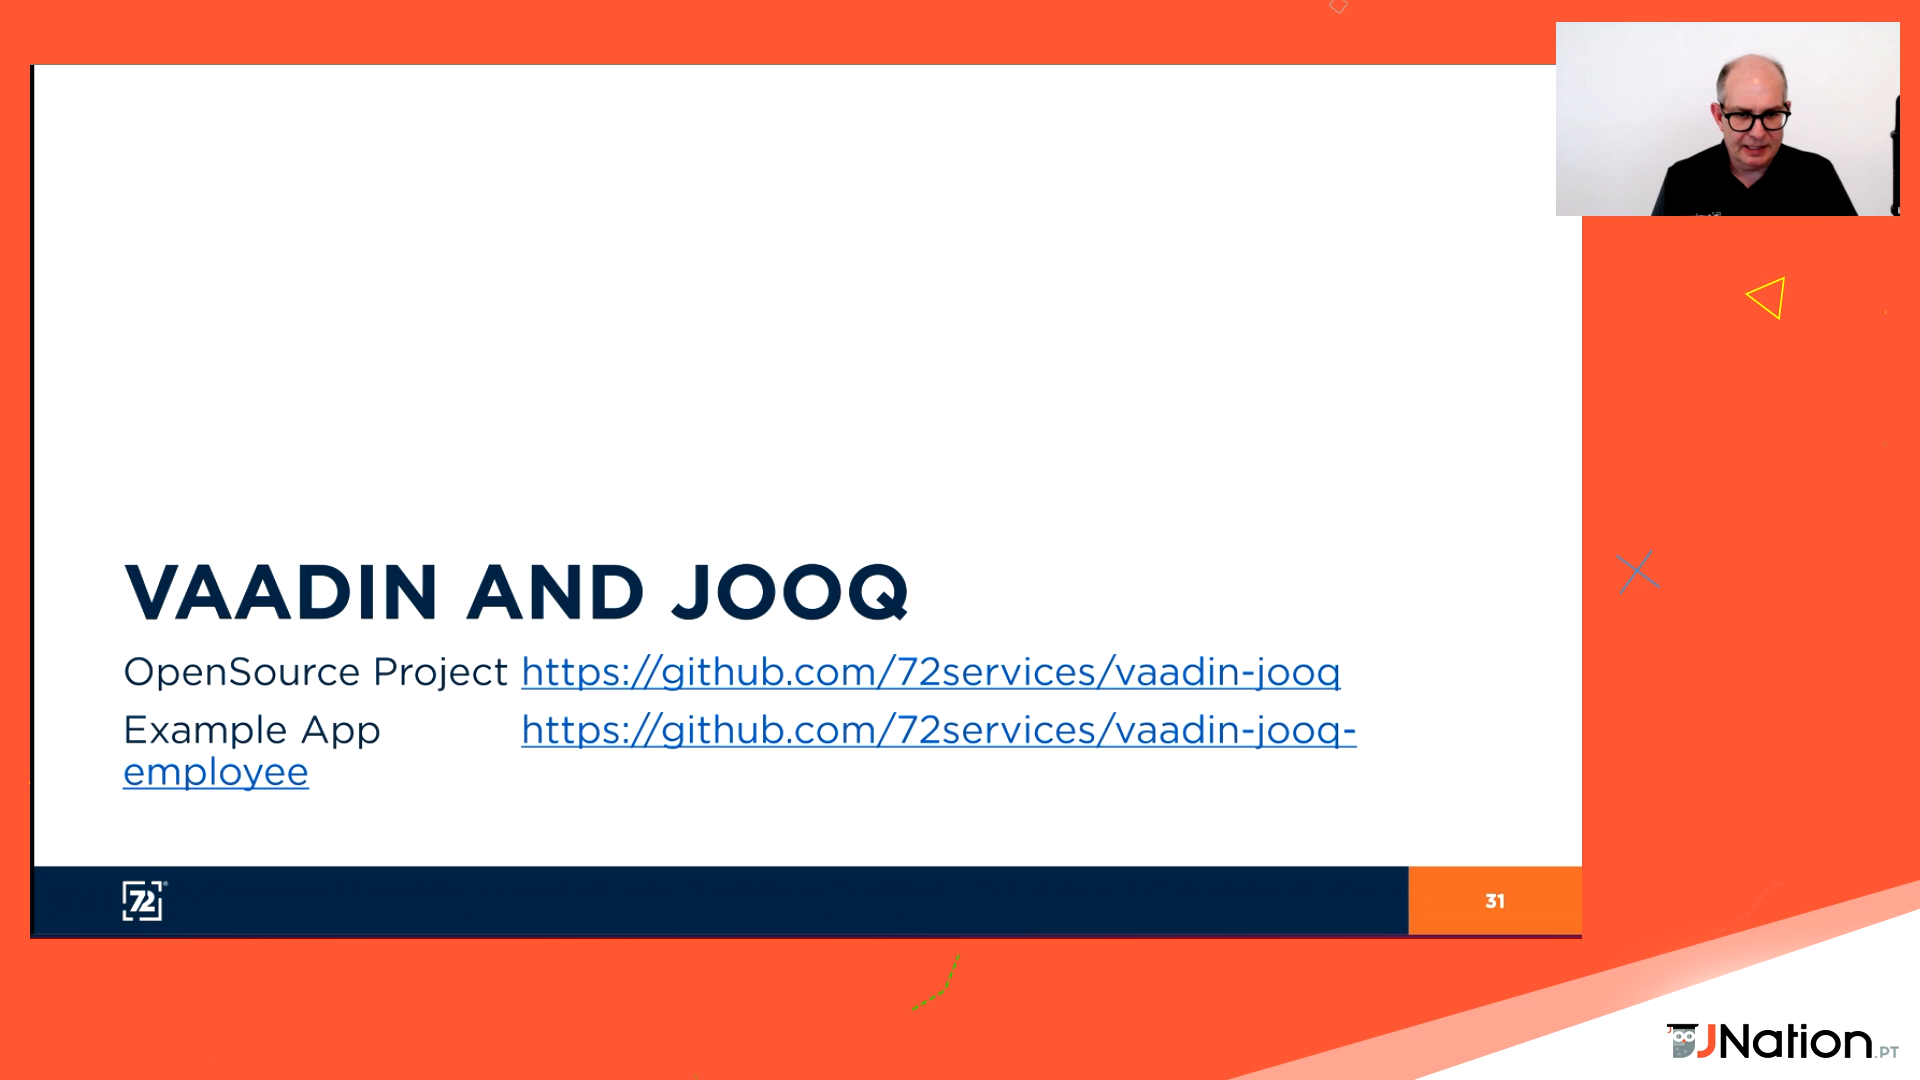 VAADIN AND JOOQ
OpenSource Project https://github.com/72services/vaadin-jooq
Example App https://github.com/72services/vaadin-jooq-
employee
72
31
JNation.PT